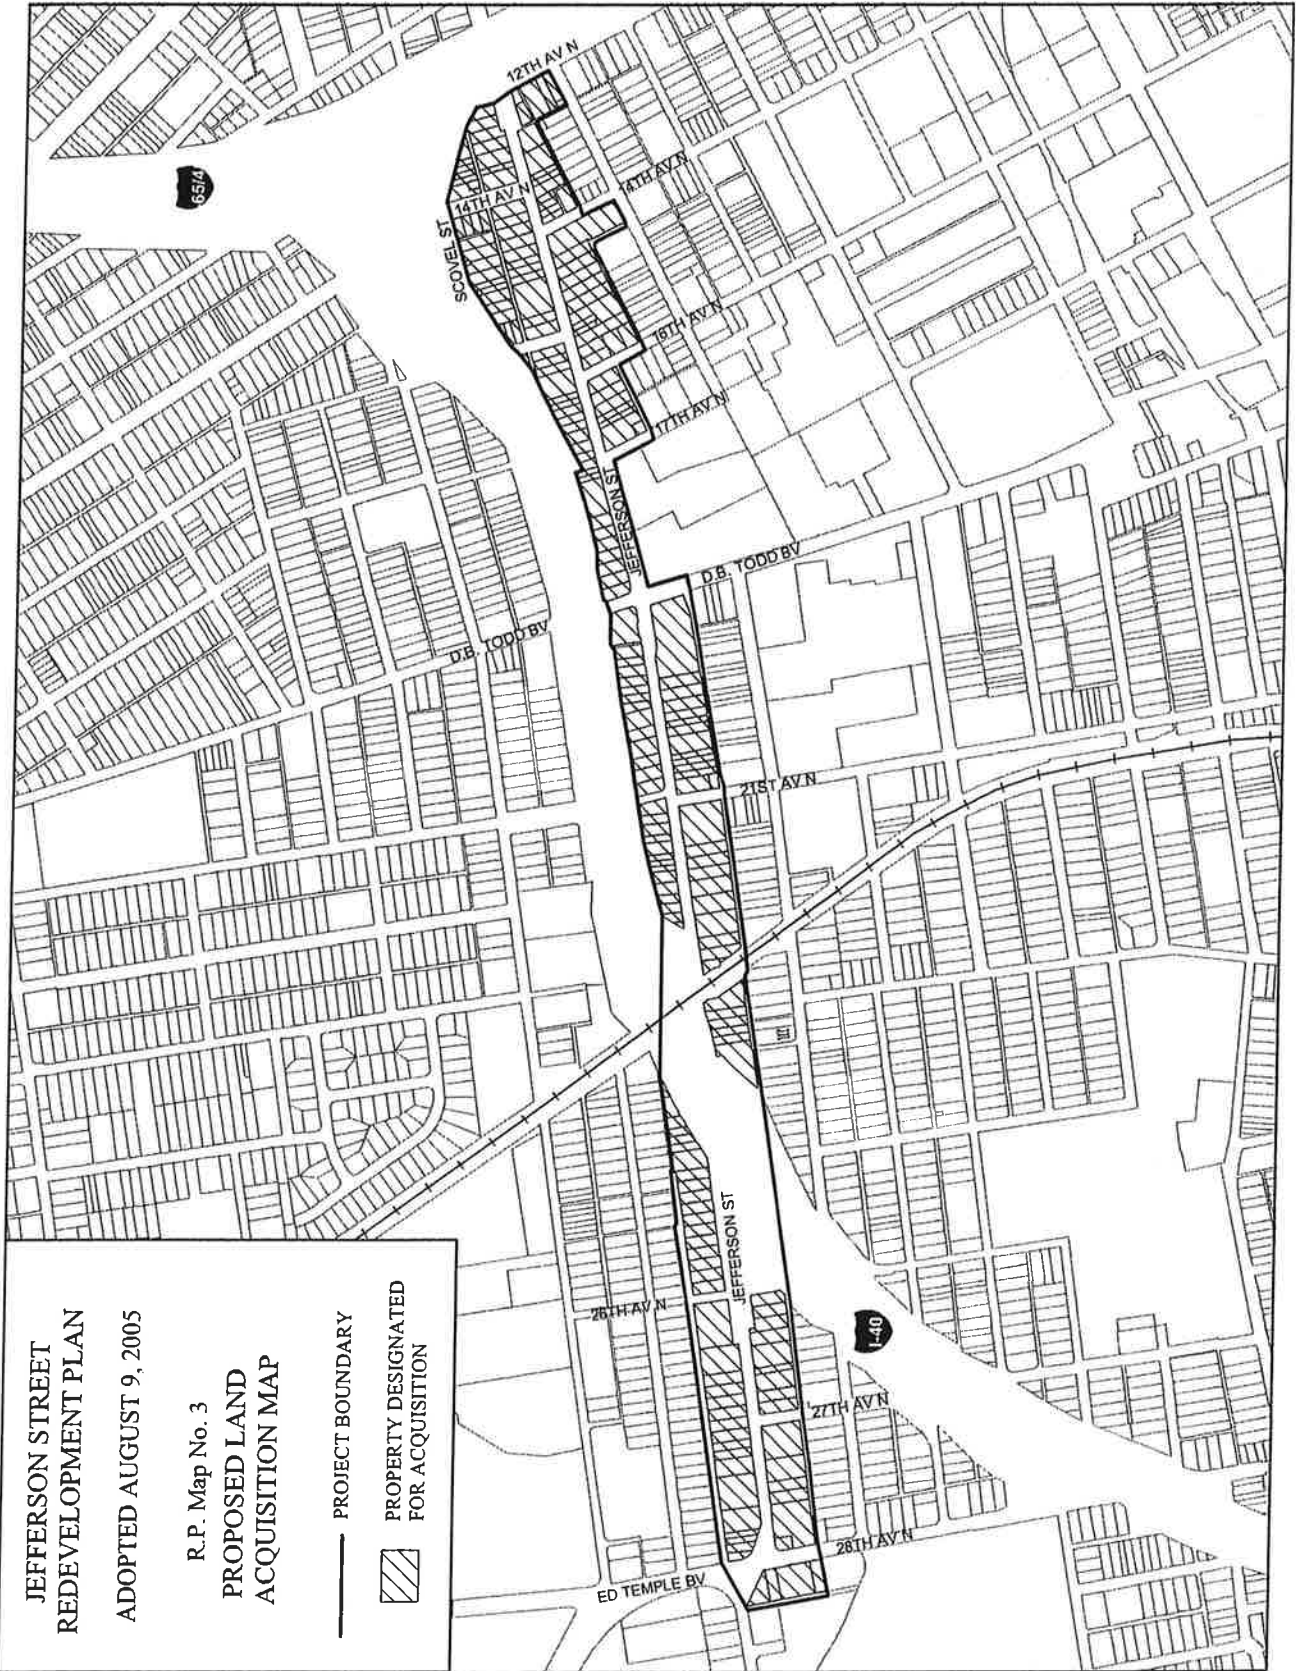 JEFFERSON STREET
REDEVELOPMENT PLAN
ADOPTED AUGUST 9, 2005
R.P. Map No. 3
PROPOSED LAND
ACQUISITION MAP
PROJECT BOUNDARY
PROPERTY DESIGNATED
FOR ACQUISITION
65/4
12TH AV N
14TH AV N
14TH AV N
SCOVEL ST
16TH AV N
17TH AV N
JEFFERSON ST
D.B. TODD BV
D.B. TODD BV
21ST AV N
JEFFERSON ST
26TH AV N
I-40
27TH AV N
28TH AV N
ED TEMPLE BV